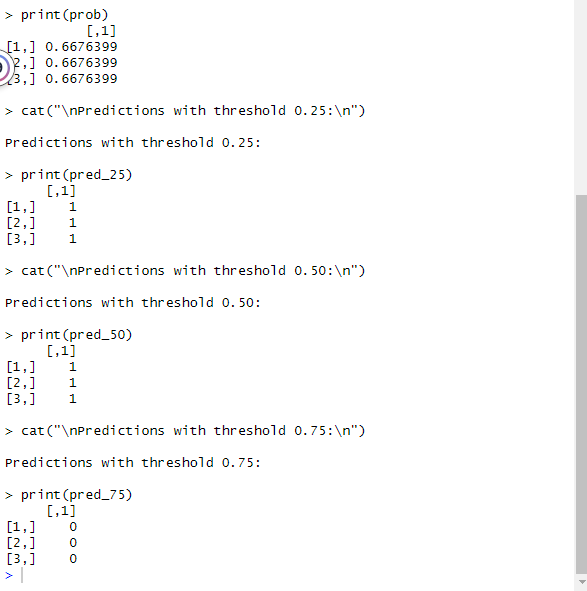 > print(prob)
[,1]
[1,] 0.6676399
2,] 0.6676399
[3,] 0.6676399
> cat("\nPredictions with threshold 0.25:\n")
Predictions with threshold 0.25:
> print(pred_25)
[,1]
[1,] 1
[2,] 1
[3,] 1
> cat("\nPredictions with threshold 0.50:\n")
Predictions with threshold 0.50:
> print(pred_50)
[,1]
[1,] 1
[2,] 1
[3,] 1
> cat("\nPredictions with threshold 0.75:\n")
Predictions with threshold 0.75:
> print(pred_75)
[,1]
[1,] 0
[2,] 0
[3,] 0
>